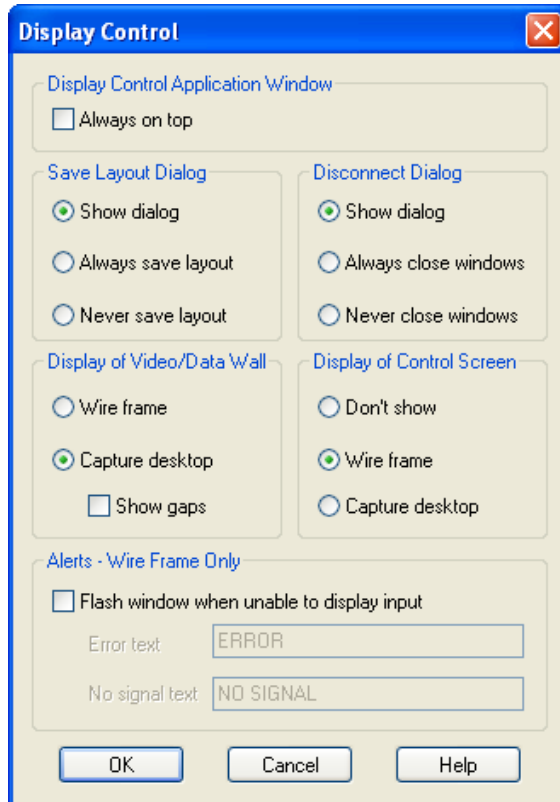 Display Control
Display Control Application Window
Always on top
Save Layout Dialog
Show dialog
Always save layout
Never save layout
Disconnect Dialog
Show dialog
Always close windows
Never close windows
Display of Video/Data Wall
Wire frame
Capture desktop
Show gaps
Display of Control Screen
Don't show
Wire frame
Capture desktop
Alerts - Wire Frame Only
Flash window when unable to display input
Error text ERROR
No signal text NO SIGNAL
OK Cancel Help